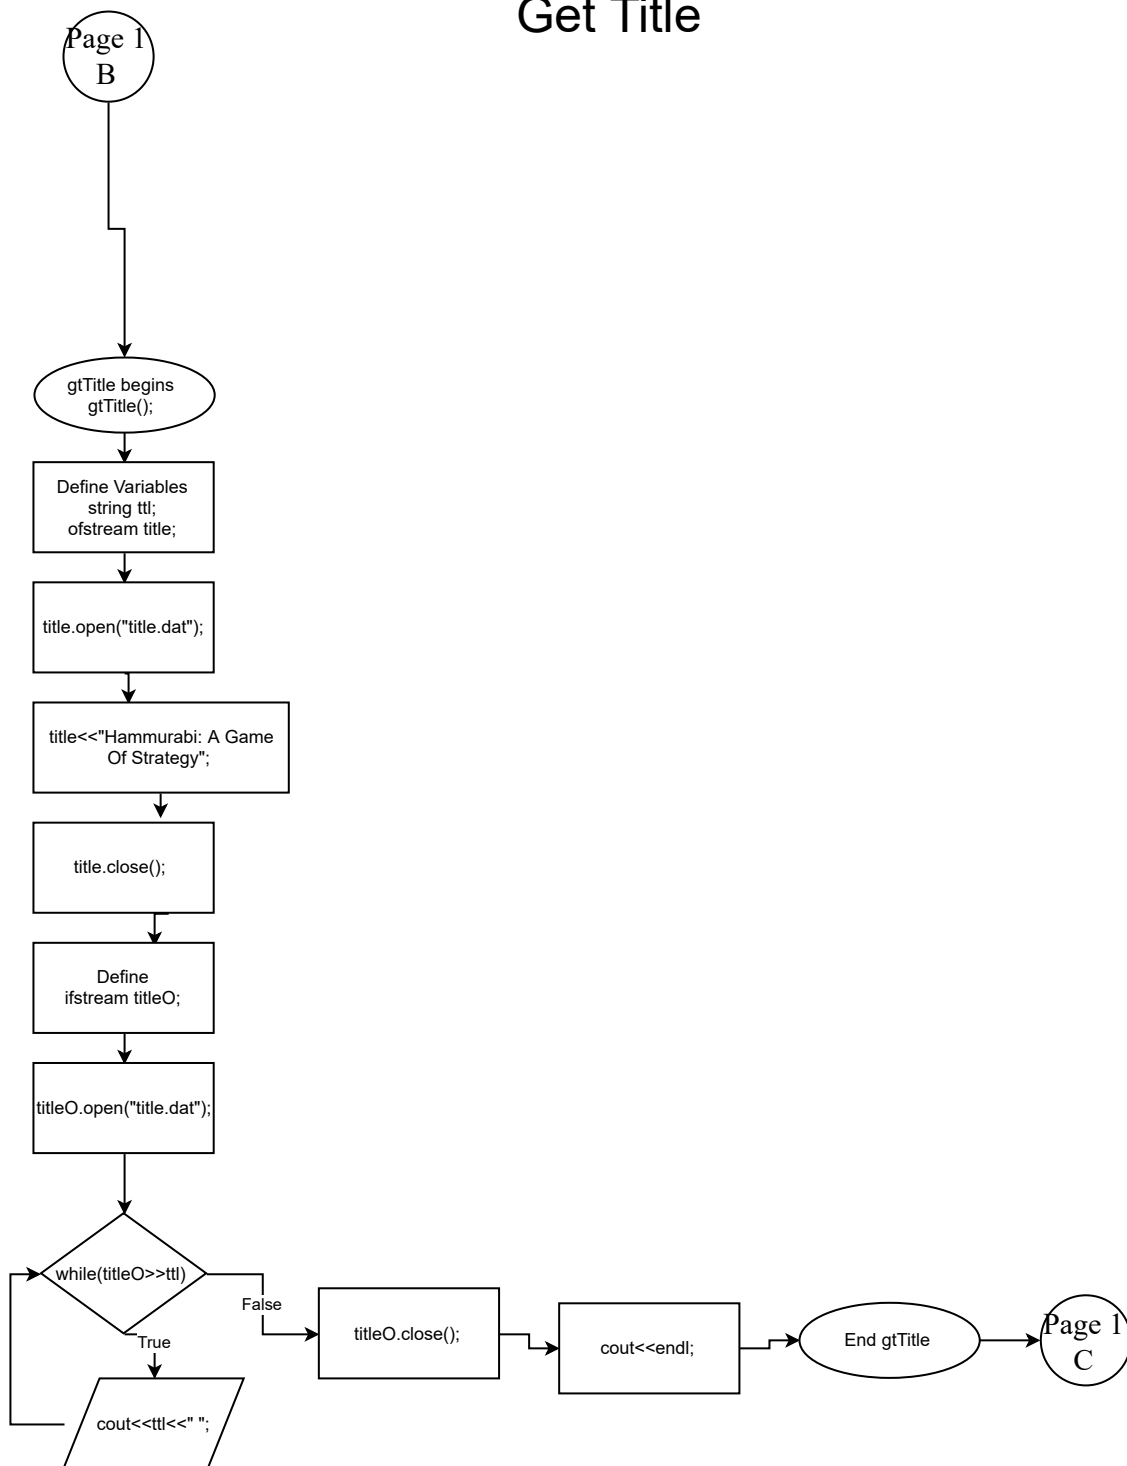 Get Title
Page 1
B
gtTitle begins
gtTitle();
Define Variables
string ttl;
ofstream title;
title.open("title.dat");
title<<"Hammurabi: A Game
Of Strategy";
title.close();
Define
ifstream titleO;
titleO.open("title.dat");
while(titleO>>ttl)
True
cout<<ttl<<" ";
False
titleO.close();
cout<<endl;
End gtTitle
Page 1
C